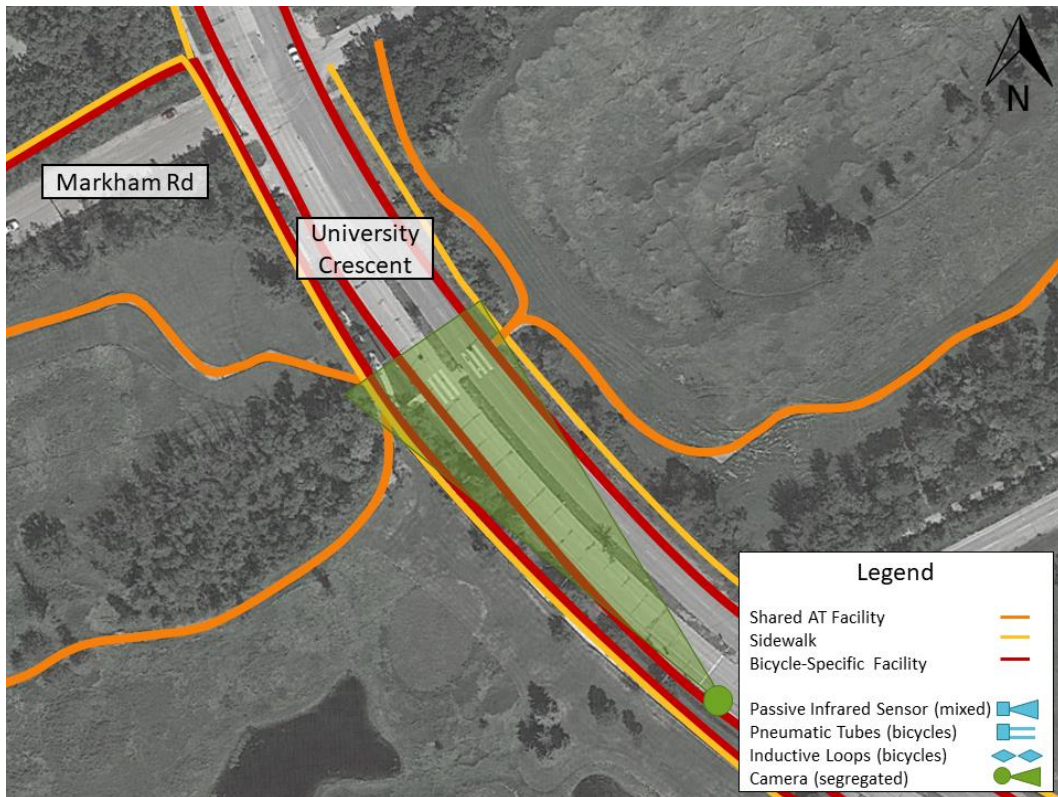 N
Markham Rd
University
Crescent
Legend
Shared AT Facility
Sidewalk
Bicycle-Specific Facility
Passive Infrared Sensor (mixed)
Pneumatic Tubes (bicycles)
Inductive Loops (bicycles)
Camera (segregated)